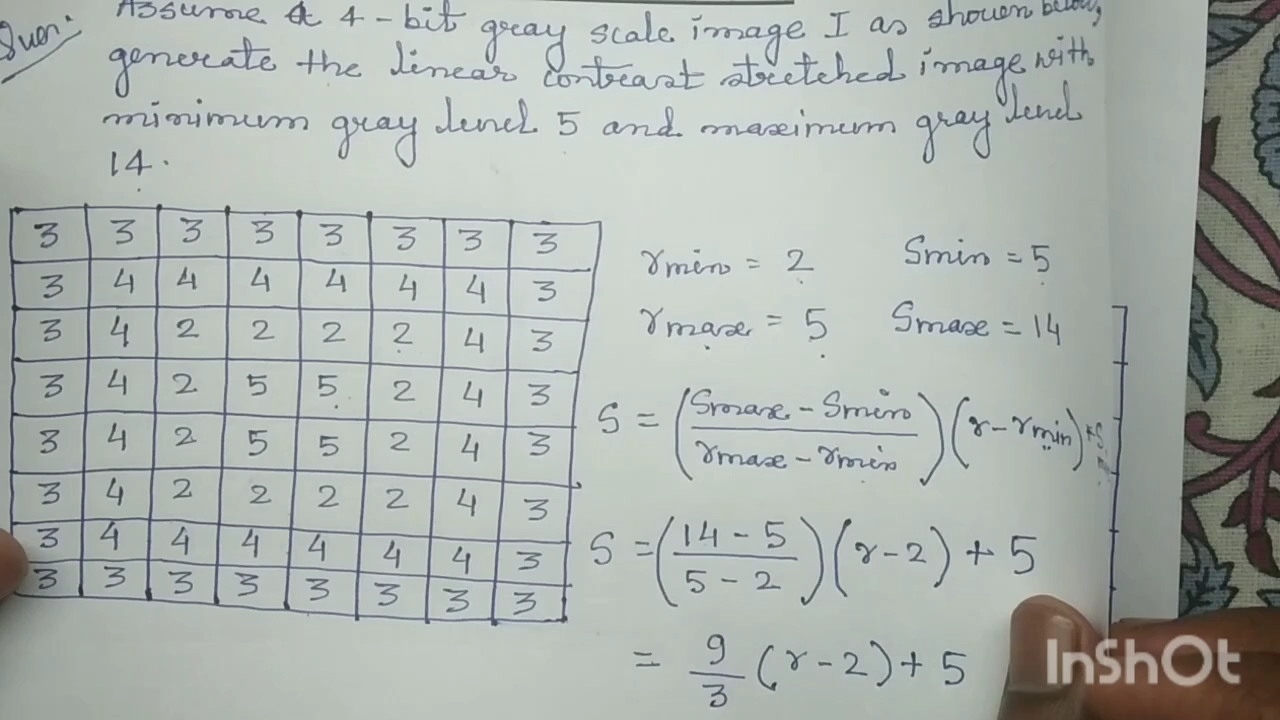 Quen:
Assume a 4-bit gray scale image I as shown below,
generate the linear contrast stretched image with
minimum gray level 5 and maximum gray level
14.
3 3 3 3 3 3 3 3
3 4 4 4 4 4 4 3
3 4 2 2 2 2 4 3
3 4 2 5 5 2 4 3
3 4 2 5 5 2 4 3
3 4 2 2 2 2 4 3
3 4 4 4 4 4 4 3
3 3 3 3 3 3 3 3
rmin = 2 Smin = 5
rmax = 5 Smax = 14
S = (Smax - Smin / rmax - rmin) (r - rmin) + S
S = (14 - 5 / 5 - 2) (r - 2) + 5
= 9/3 (r - 2) + 5
InShOt